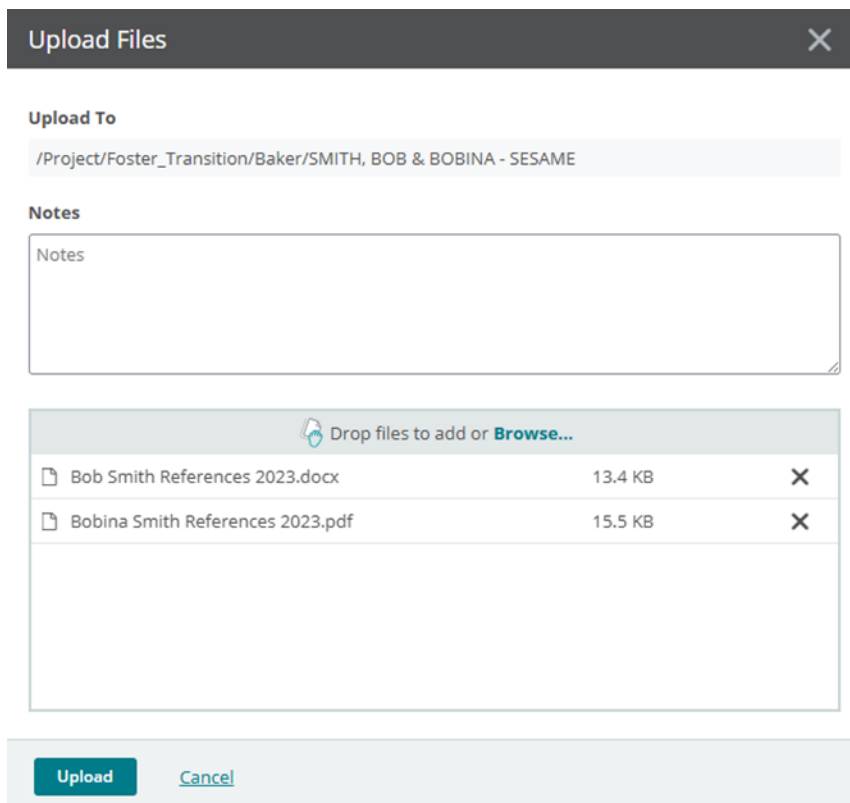 Upload Files
Upload To
/Project/Foster_Transition/Baker/SMITH, BOB & BOBINA - SESAME
Notes
Notes
Drop files to add or Browse...
Bob Smith References 2023.docx 13.4 KB
Bobina Smith References 2023.pdf 15.5 KB
Upload Cancel